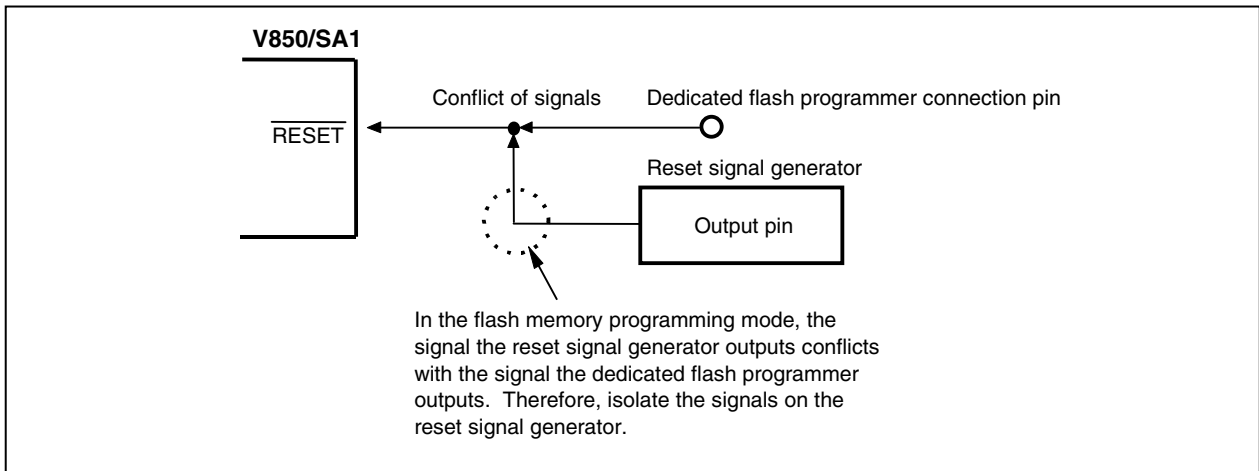 V850/SA1
Conflict of signals
Dedicated flash programmer connection pin
RESET
Reset signal generator
Output pin
In the flash memory programming mode, the
signal the reset signal generator outputs conflicts
with the signal the dedicated flash programmer
outputs.  Therefore, isolate the signals on the
reset signal generator.